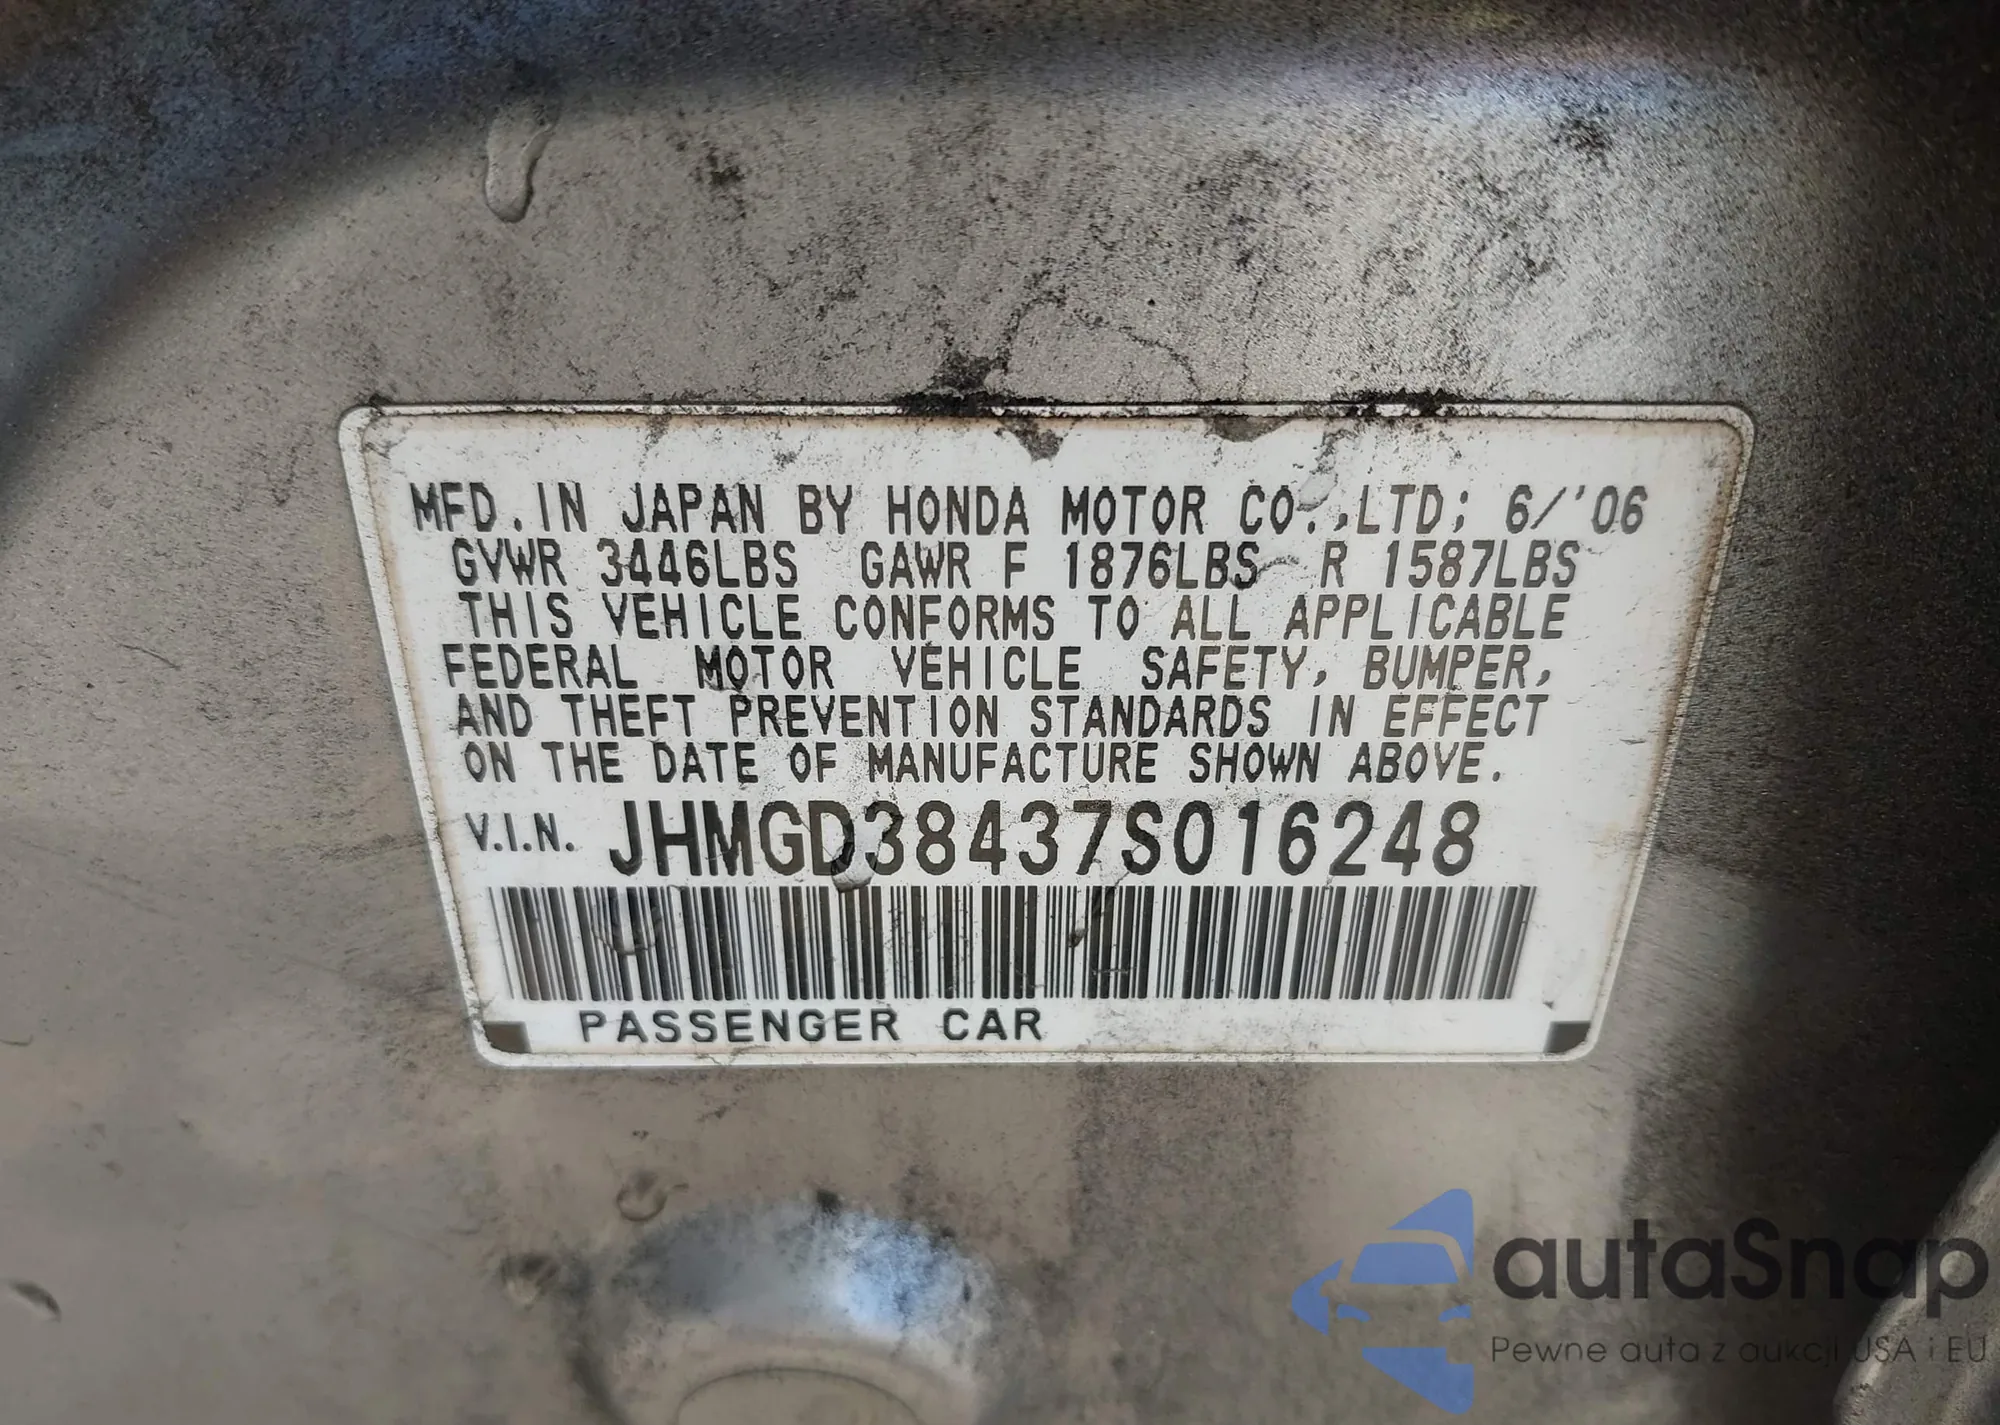 MFD. IN JAPAN BY HONDA MOTOR CO.,LTD; 6/'06
GVWR 3446LBS GAWR F 1876LBS R 1587LBS
THIS VEHICLE CONFORMS TO ALL APPLICABLE
FEDERAL MOTOR VEHICLE SAFETY, BUMPER,
AND THEFT PREVENTION STANDARDS IN EFFECT
ON THE DATE OF MANUFACTURE SHOWN ABOVE.
V.I.N. JHMGD38437S016248
PASSENGER CAR
autaSnap
Pewne auta z aukcji USA i EU